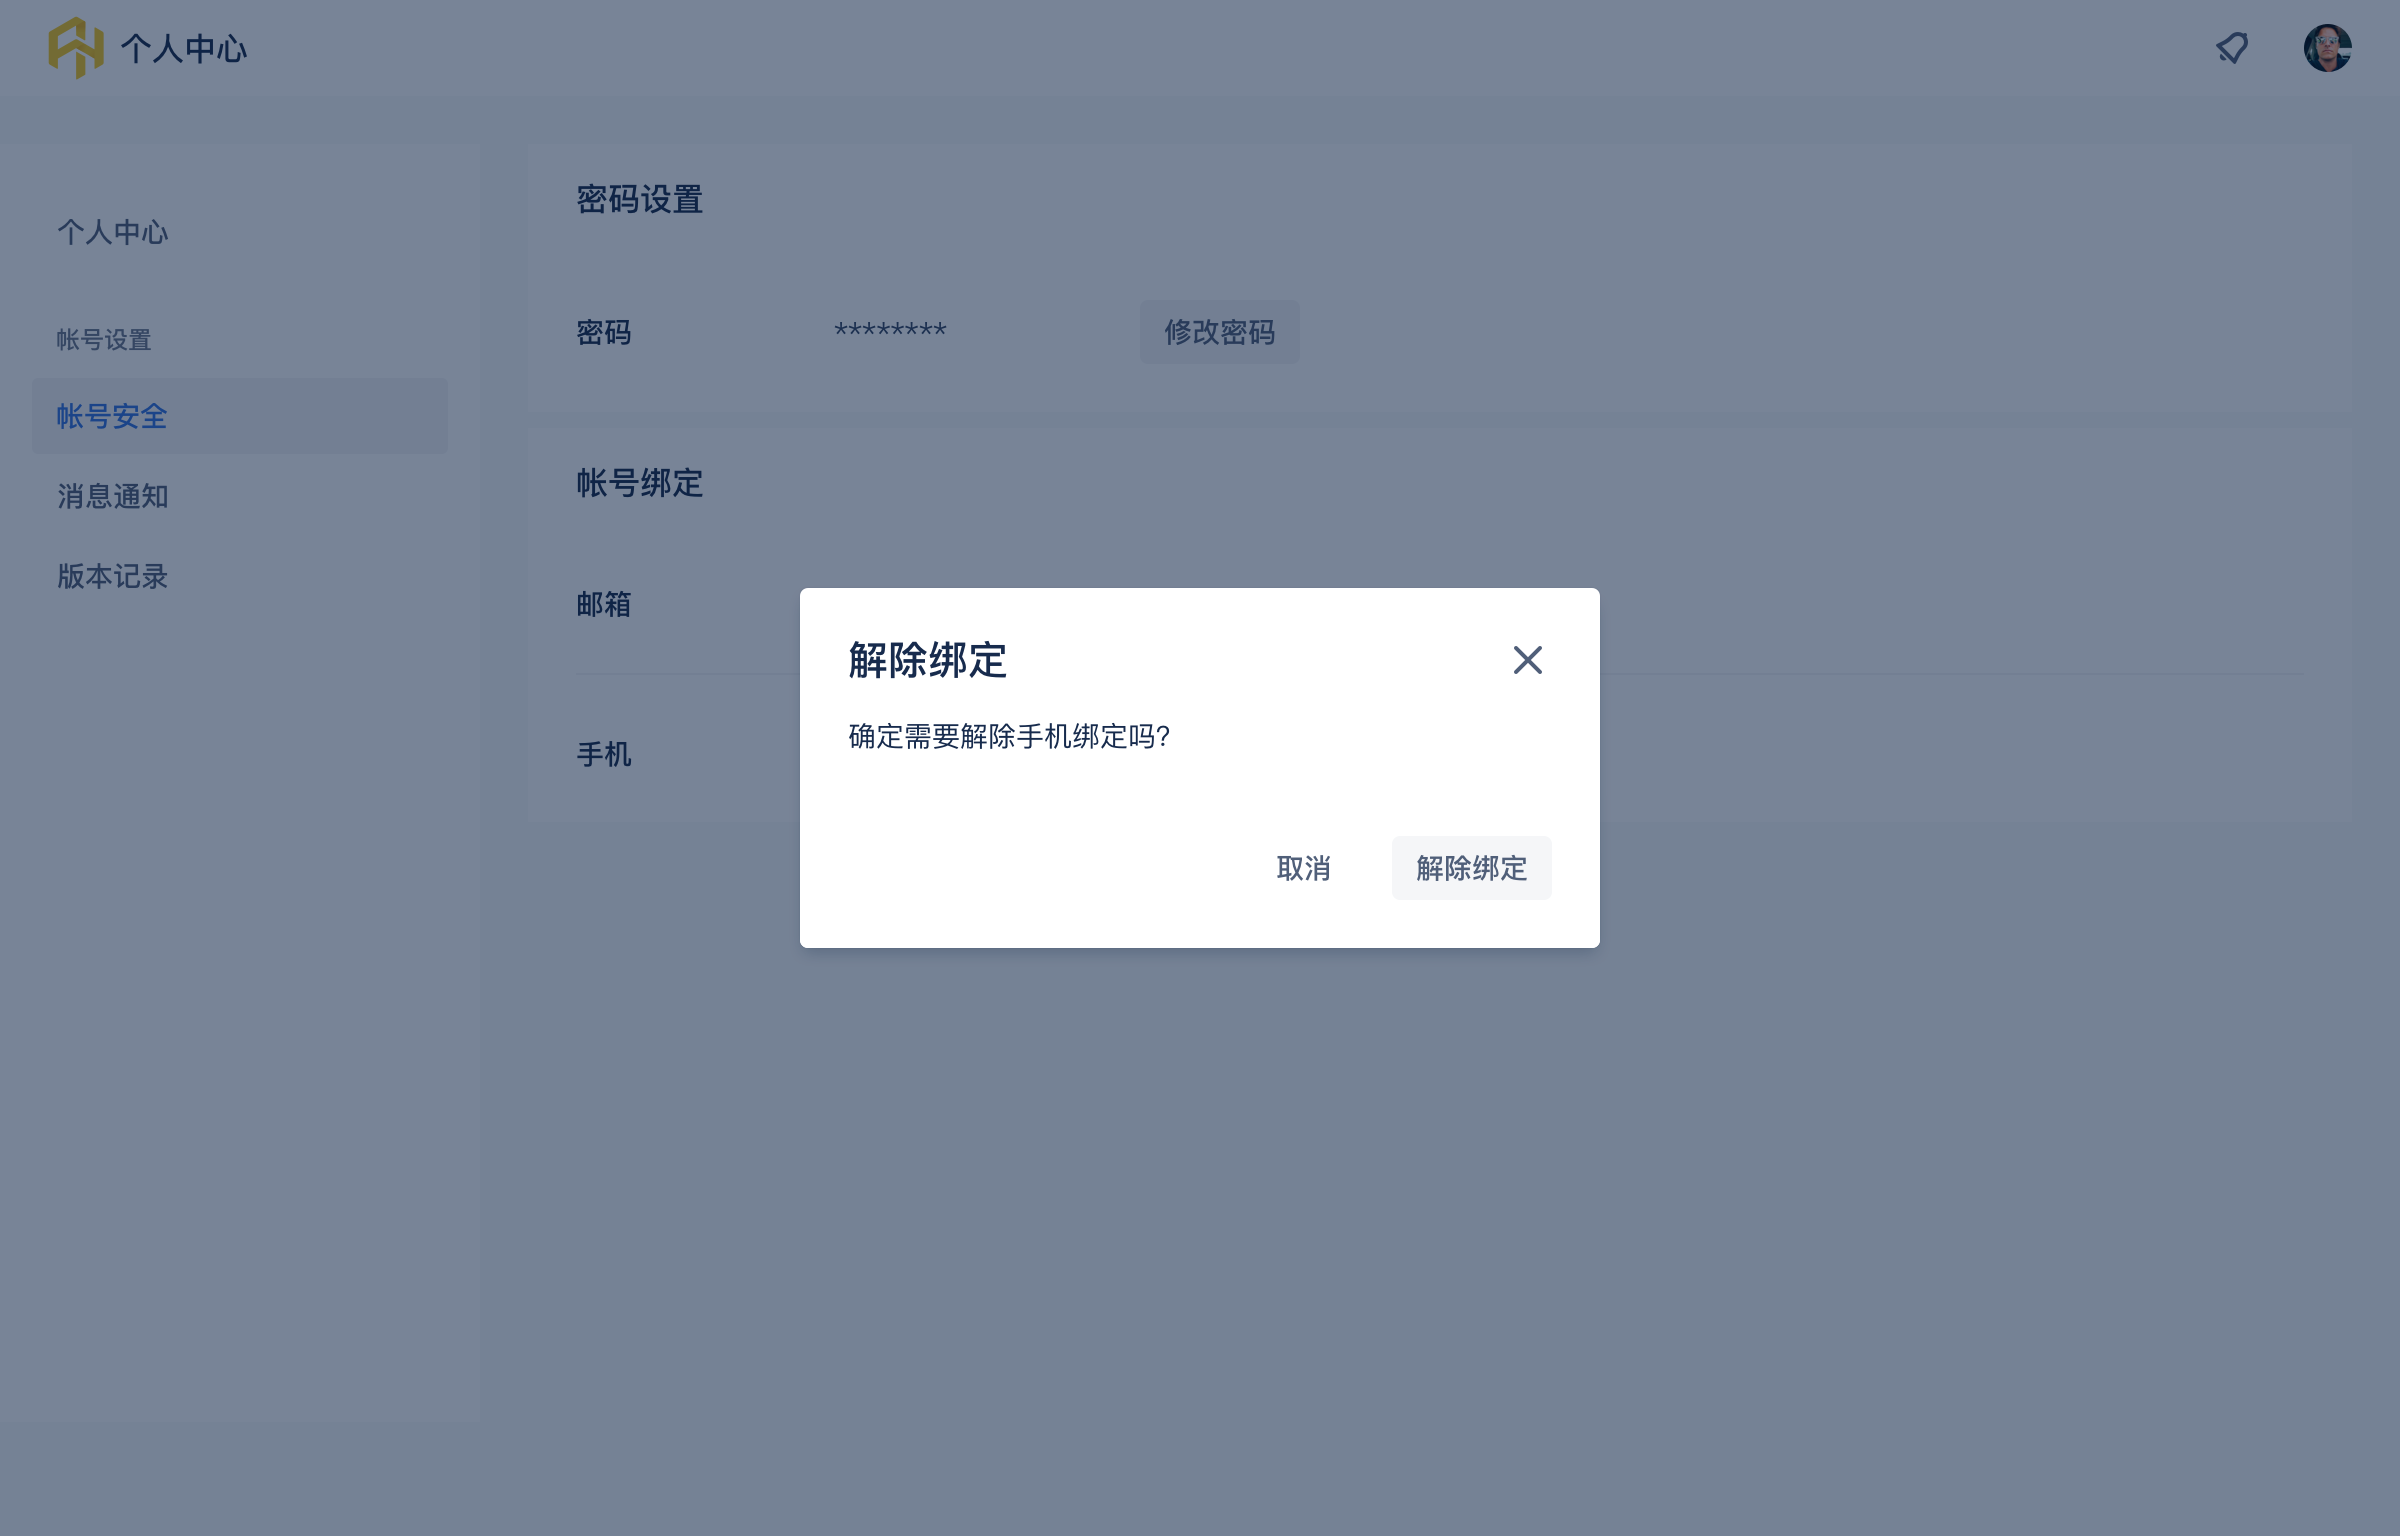 个人中心
个人中心
帐号设置
帐号安全
消息通知
版本记录
密码设置
密码 ******** 修改密码
帐号绑定
邮箱
手机
解除绑定
确定需要解除手机绑定吗?
取消 解除绑定